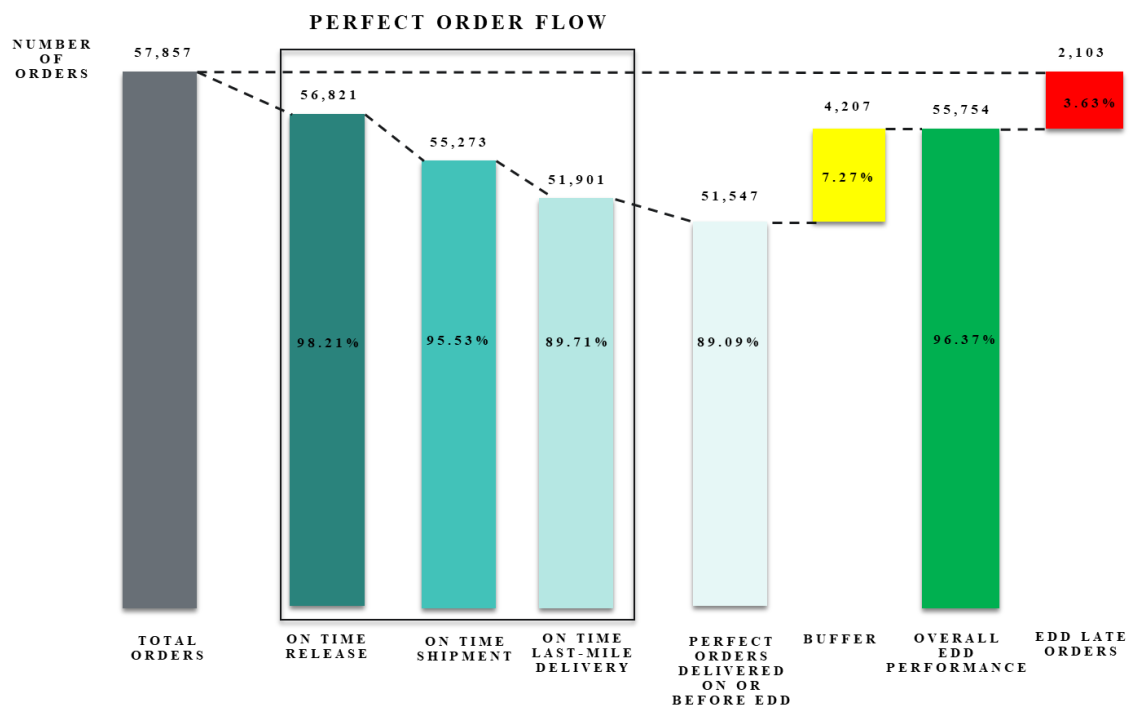 PERFECT ORDER FLOW
NUMBER
OF
ORDERS
57,857
56,821
55,273
51,901
51,547
4,207
55,754
2,103
98.21%
95.53%
89.71%
89.09%
7.27%
96.37%
3.63%
TOTAL
ORDERS
ON TIME
RELEASE
ON TIME
SHIPMENT
ON TIME
LAST-MILE
DELIVERY
PERFECT
ORDERS
DELIVERED
ON OR
BEFORE EDD
BUFFER
OVERALL
EDD
PERFORMANCE
EDD LATE
ORDERS